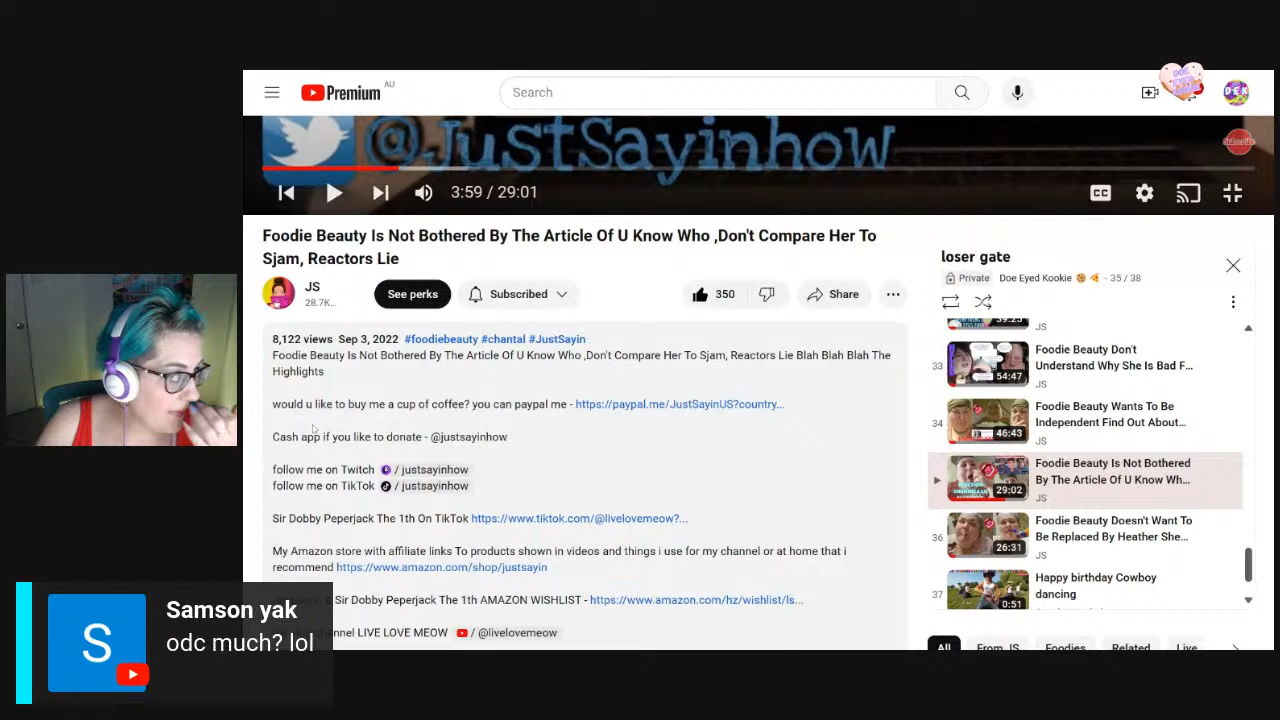 Premium AU
Search
@JustSayinhow
Subscribe
3:59 / 29:01
CC
Foodie Beauty Is Not Bothered By The Article Of U Know Who ,Don't Compare Her To
Sjam, Reactors Lie
JS
28.7K...
See perks
Subscribed
350
Share
8,122 views Sep 3, 2022 #foodiebeauty #chantal #JustSayin
Foodie Beauty Is Not Bothered By The Article Of U Know Who ,Don't Compare Her To Sjam, Reactors Lie Blah Blah Blah The
Highlights
would u like to buy me a cup of coffee? you can paypal me - https://paypal.me/JustSayinUS?country...
Cash app if you like to donate - @justsayinhow
follow me on Twitch / justsayinhow
follow me on TikTok / justsayinhow
Sir Dobby Peperjack The 1th On TikTok https://www.tiktok.com/@livelovemeow?...
My Amazon store with affiliate links To products shown in videos and things i use for my channel or at home that i
recommend https://www.amazon.com/shop/justsayin
Sir Dobby Peperjack The 1th AMAZON WISHLIST - https://www.amazon.com/hz/wishlist/ls...
LIVE LOVE MEOW / @livelovemeow
loser gate
Private Doe Eyed Kookie - 35 / 38
39:25
JS
33
54:47
Foodie Beauty Don't
Understand Why She Is Bad F...
JS
34
46:43
Foodie Beauty Wants To Be
Independent Find Out About...
JS
29:02
Foodie Beauty Is Not Bothered
By The Article Of U Know Wh...
JS
36
26:31
Foodie Beauty Doesn't Want To
Be Replaced By Heather She...
JS
37
0:51
Happy birthday Cowboy
dancing
All
From JS
Foodies
Related
Live
S
Samson yak
odc much? lol